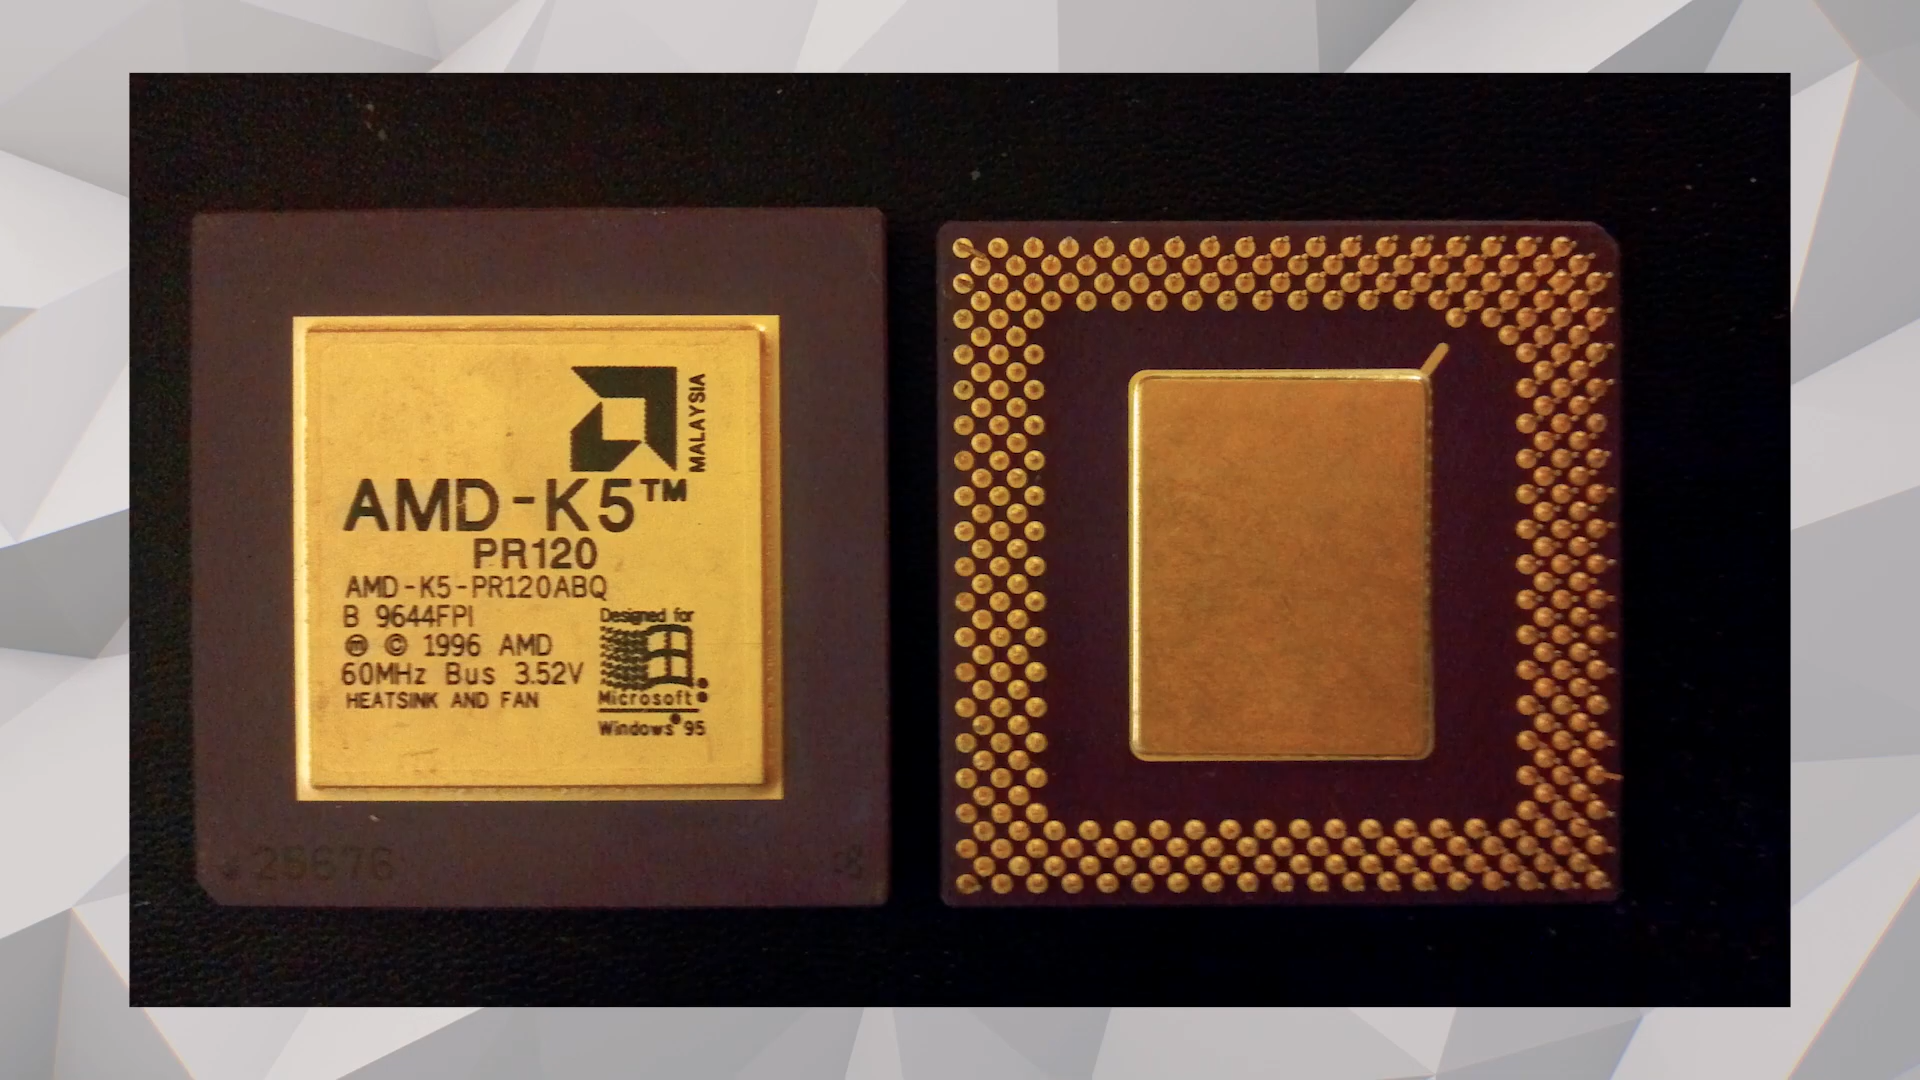 MALAYSIA
AMD-K5™
PR120
AMD-K5-PR120ABQ
B 9644FPI
ⓜ © 1996 AMD
60MHz Bus 3.52V
HEATSINK AND FAN
Designed for
Microsoft®
Windows®95
25676